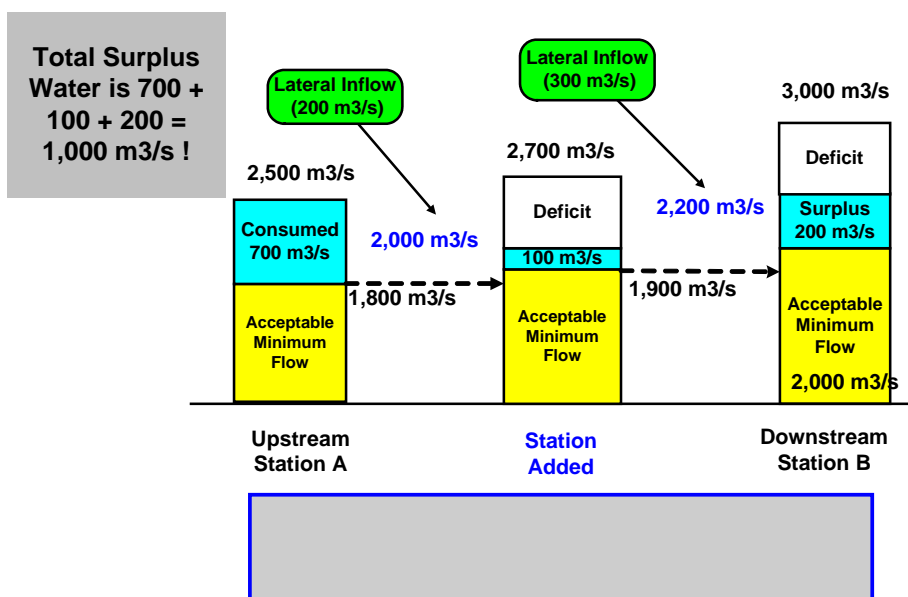 Total Surplus
Water is 700 +
100 + 200 =
1,000 m3/s !
Lateral Inflow
(200 m3/s)
Lateral Inflow
(300 m3/s)
2,500 m3/s
2,700 m3/s
3,000 m3/s
Consumed
700 m3/s
2,000 m3/s
Deficit
100 m3/s
2,200 m3/s
Deficit
Surplus
200 m3/s
1,800 m3/s
1,900 m3/s
Acceptable
Minimum
Flow
Acceptable
Minimum
Flow
Acceptable
Minimum
Flow
2,000 m3/s
Upstream
Station A
Station
Added
Downstream
Station B